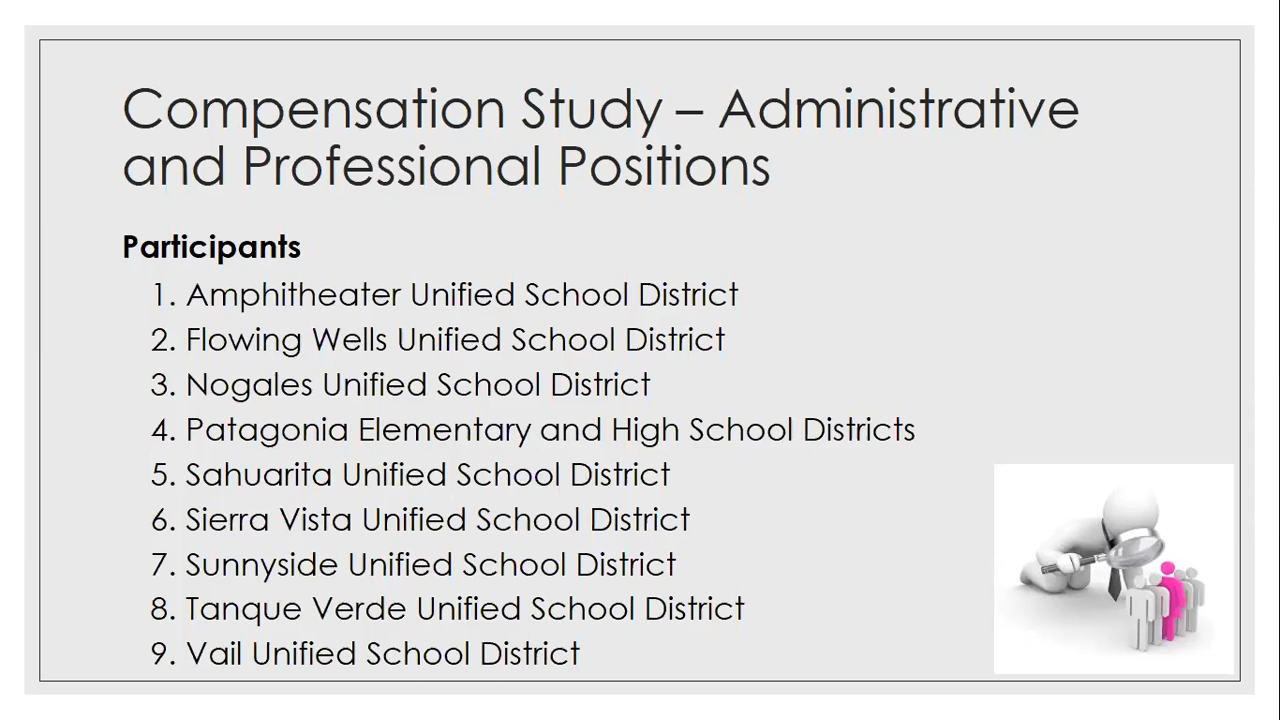 Compensation Study – Administrative
and Professional Positions
Participants
1. Amphitheater Unified School District
2. Flowing Wells Unified School District
3. Nogales Unified School District
4. Patagonia Elementary and High School Districts
5. Sahuarita Unified School District
6. Sierra Vista Unified School District
7. Sunnyside Unified School District
8. Tanque Verde Unified School District
9. Vail Unified School District